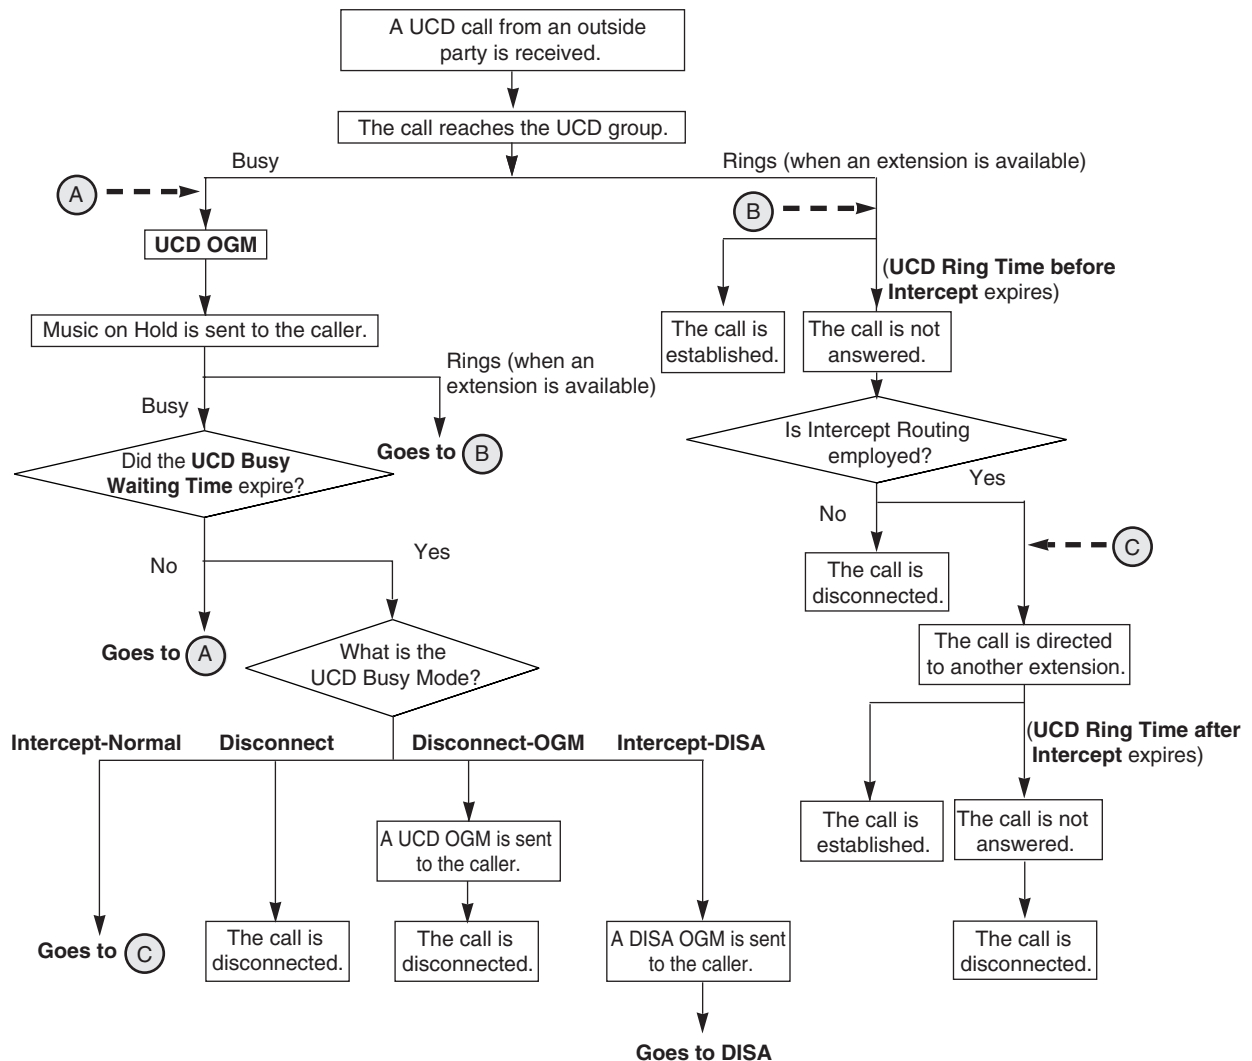 A UCD call from an outside
party is received.
The call reaches the UCD group.
Busy
Rings (when an extension is available)
A
B
UCD OGM
(UCD Ring Time before
Intercept expires)
Music on Hold is sent to the caller.
The call is
established.
The call is not
answered.
Rings (when an
extension is available)
Busy
Goes to B
Is Intercept Routing
employed?
Did the UCD Busy
Waiting Time expire?
Yes
No
C
No
Yes
The call is
disconnected.
Goes to A
What is the
UCD Busy Mode?
The call is directed
to another extension.
Intercept-Normal
Disconnect
Disconnect-OGM
Intercept-DISA
(UCD Ring Time after
Intercept expires)
A UCD OGM is sent
to the caller.
The call is
established.
The call is not
answered.
Goes to C
The call is
disconnected.
The call is
disconnected.
A DISA OGM is sent
to the caller.
The call is
disconnected.
Goes to DISA